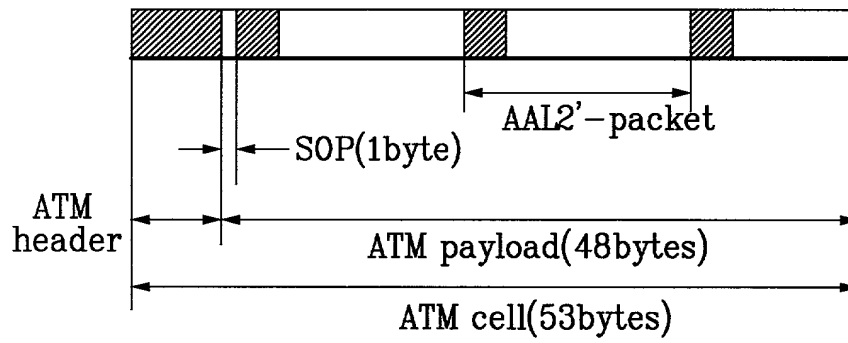 AAL2'-packet
SOP(1byte)
ATM
header
ATM payload(48bytes)
ATM cell(53bytes)